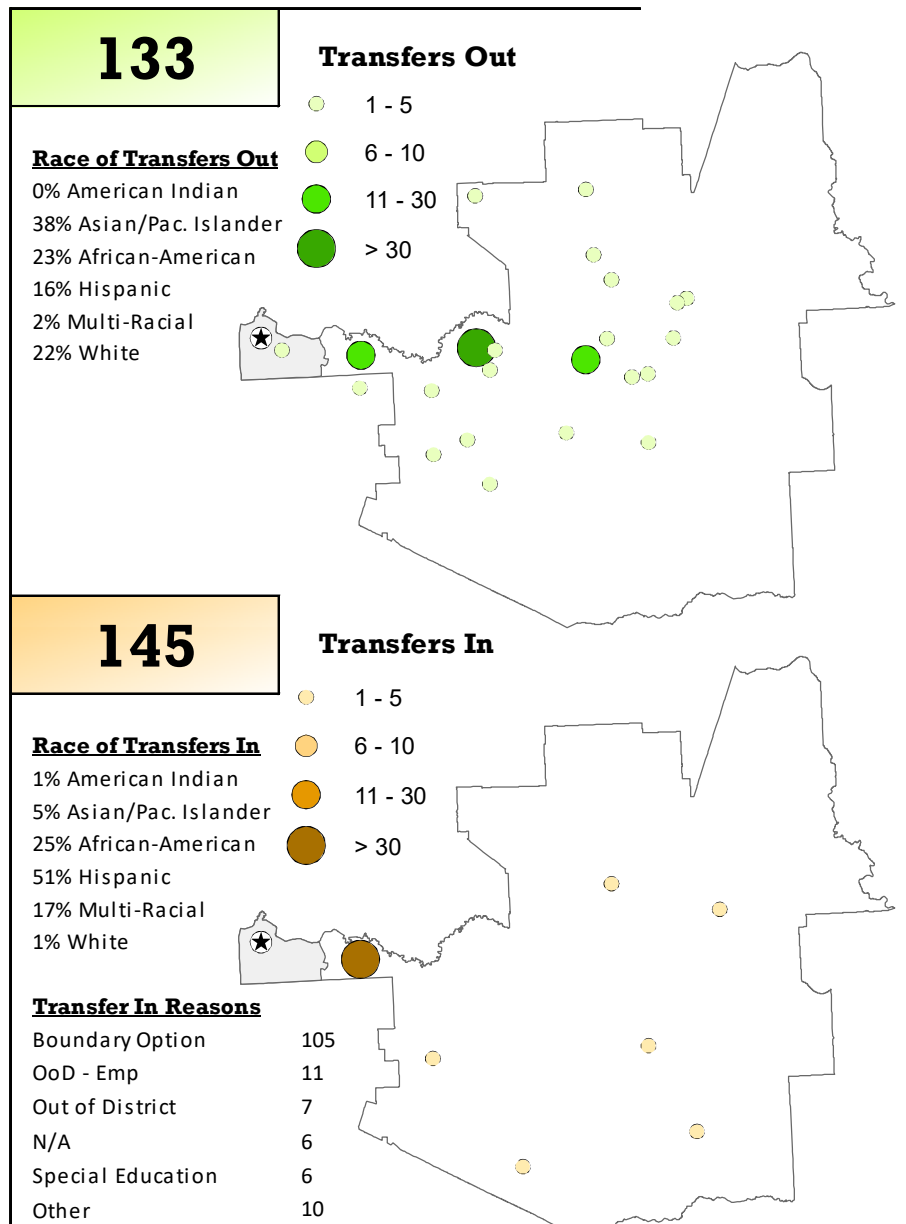 133
Transfers Out
1 - 5
6 - 10
11 - 30
> 30
Race of Transfers Out
0% American Indian
38% Asian/Pac. Islander
23% African-American
16% Hispanic
2% Multi-Racial
22% White
145
Transfers In
1 - 5
6 - 10
11 - 30
> 30
Race of Transfers In
1% American Indian
5% Asian/Pac. Islander
25% African-American
51% Hispanic
17% Multi-Racial
1% White
Transfer In Reasons
Boundary Option 105
OoD - Emp 11
Out of District 7
N/A 6
Special Education 6
Other 10